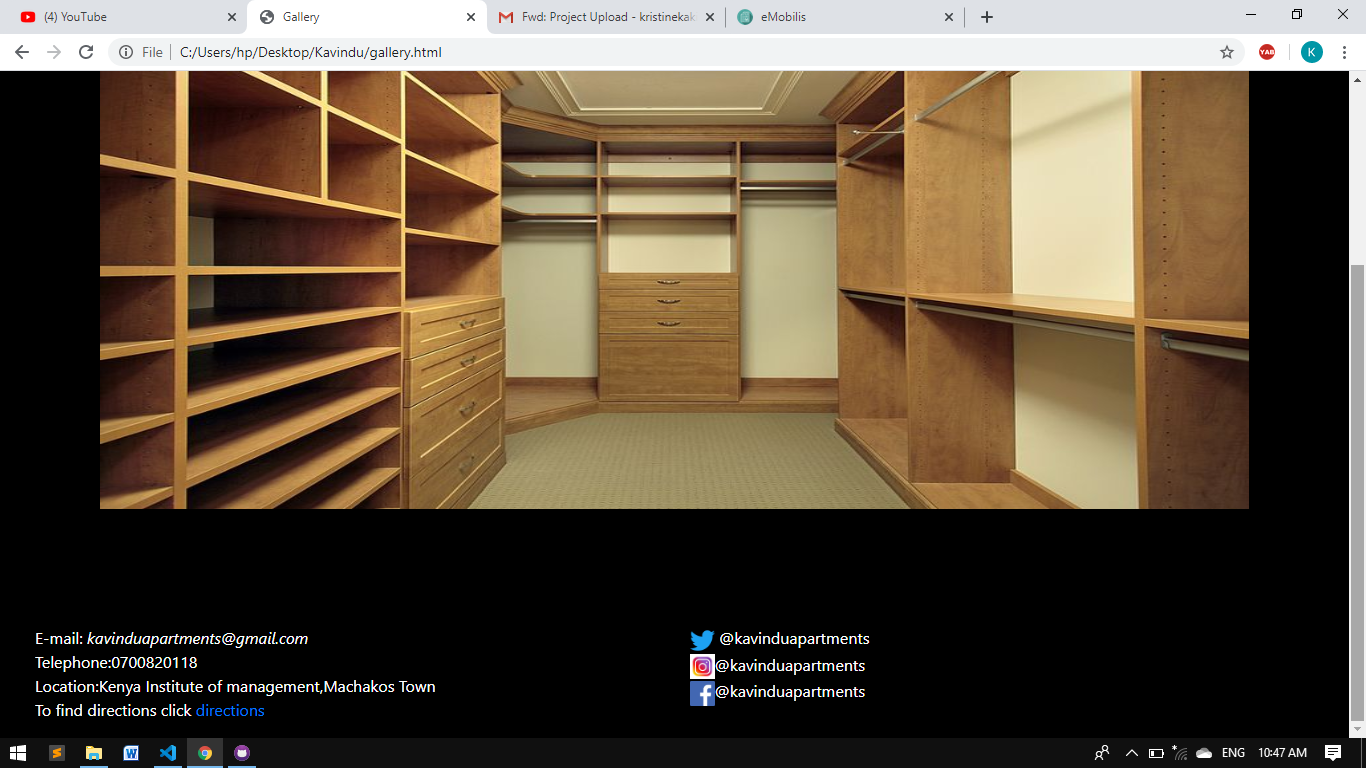 (4) YouTube
Gallery
Fwd: Project Upload - kristinekak
eMobilis
File
C:/Users/hp/Desktop/Kavindu/gallery.html
YAB
K
E-mail: kavinduapartments@gmail.com
Telephone:0700820118
Location:Kenya Institute of management,Machakos Town
To find directions click directions
@kavinduapartments
@kavinduapartments
@kavinduapartments
ENG
10:47 AM